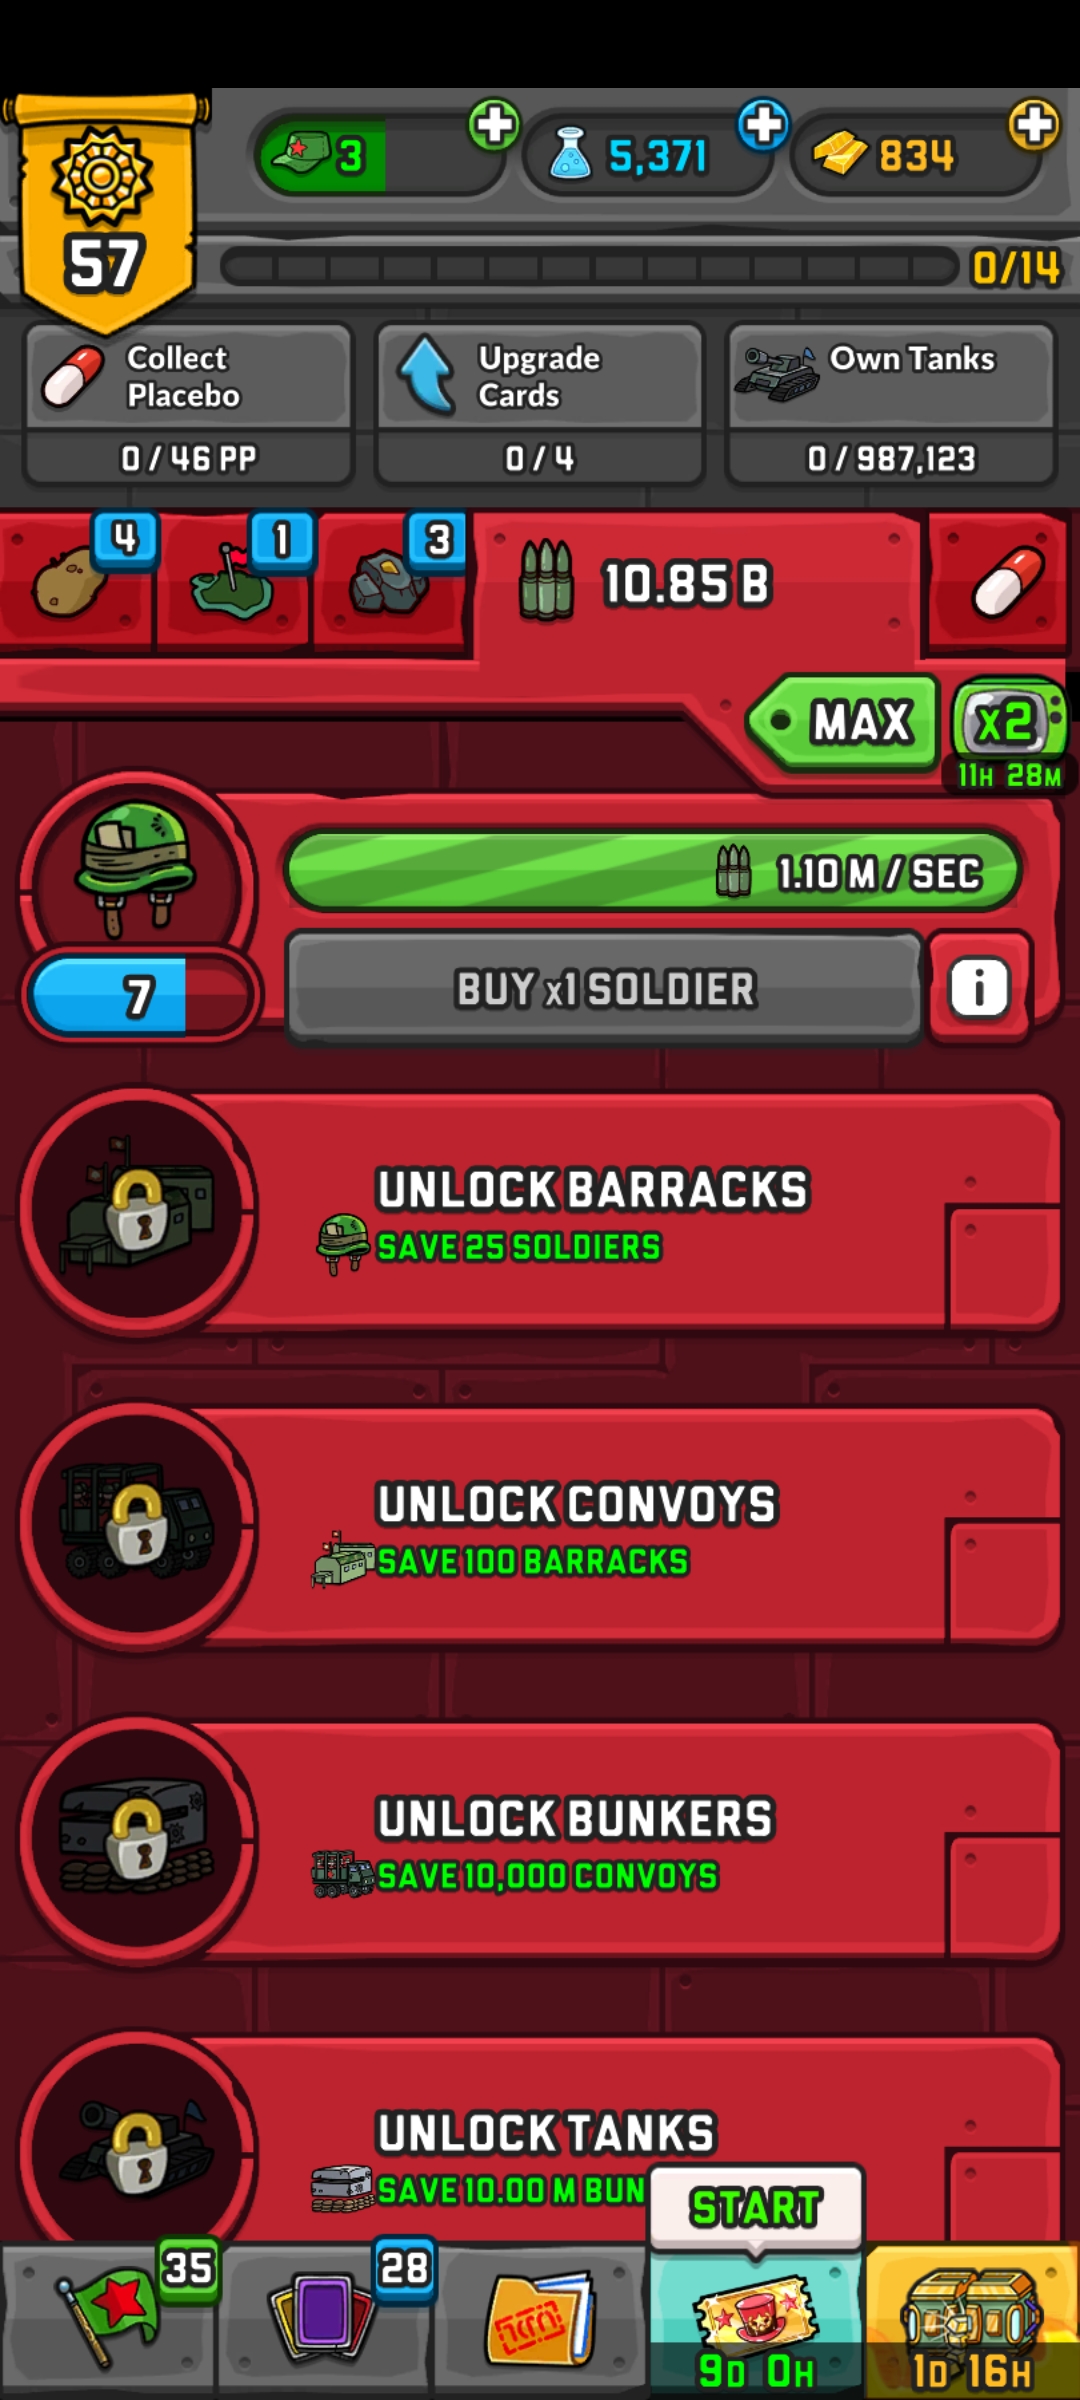 3
5,371
834
57
0/14
Collect
Placebo
0 / 46 PP
Upgrade
Cards
0 / 4
Own Tanks
0 / 987,123
4
1
3
10.85 B
MAX
x2
11H 28M
1.10 M / SEC
7
BUY x1 SOLDIER
i
UNLOCK BARRACKS
SAVE 25 SOLDIERS
UNLOCK CONVOYS
SAVE 100 BARRACKS
UNLOCK BUNKERS
SAVE 10,000 CONVOYS
UNLOCK TANKS
SAVE 10.00 M BUN
START
35
28
9D 0H
1D 16H